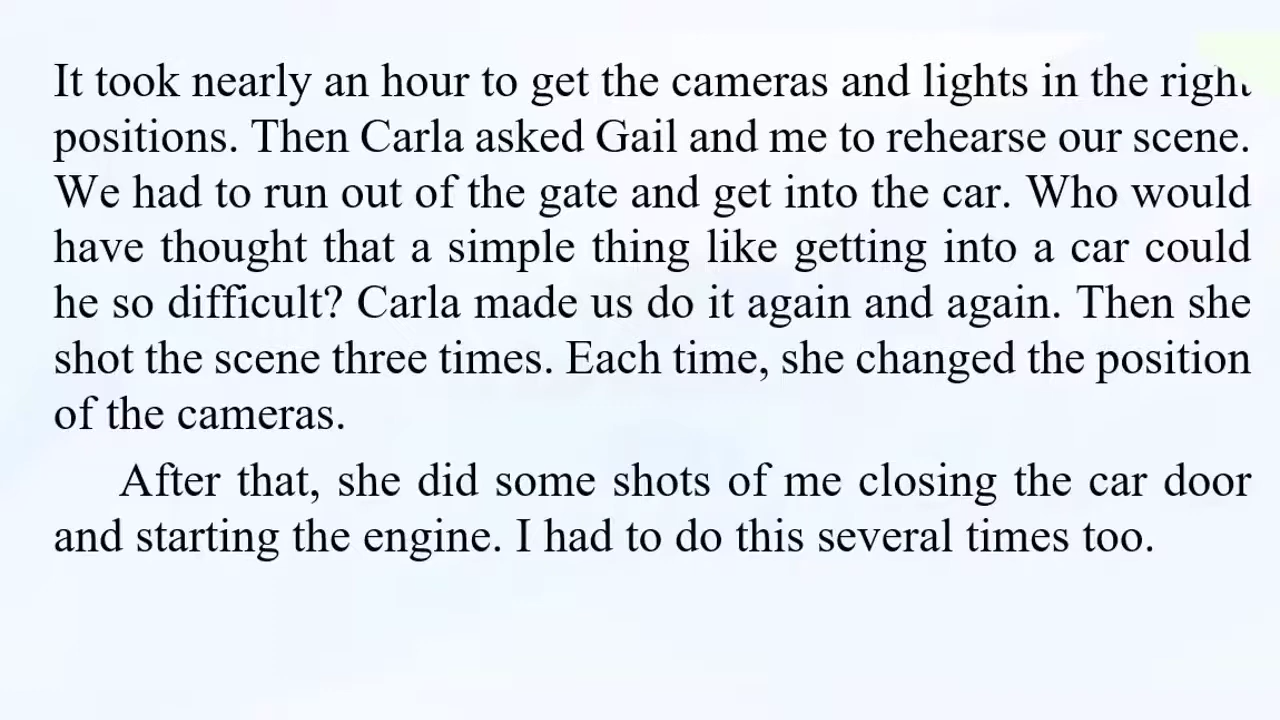 It took nearly an hour to get the cameras and lights in the right
positions. Then Carla asked Gail and me to rehearse our scene.
We had to run out of the gate and get into the car. Who would
have thought that a simple thing like getting into a car could
he so difficult? Carla made us do it again and again. Then she
shot the scene three times. Each time, she changed the position
of the cameras.
After that, she did some shots of me closing the car door
and starting the engine. I had to do this several times too.